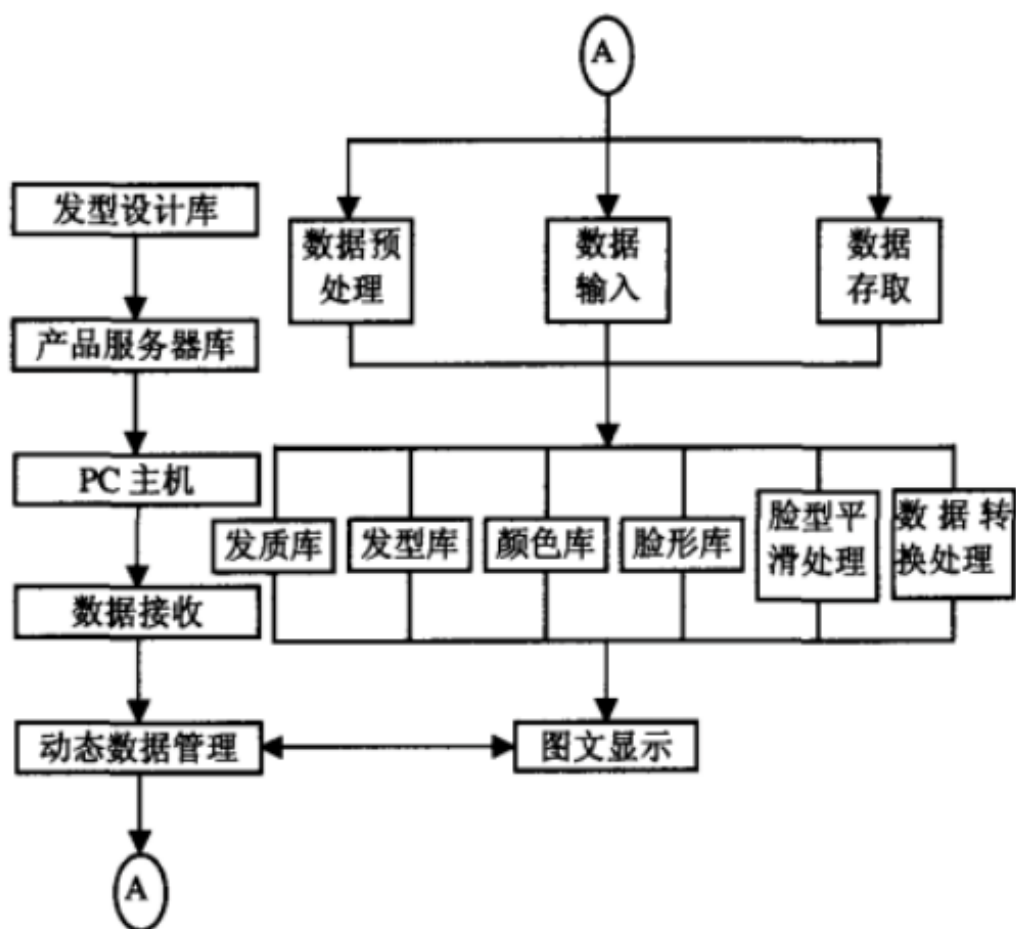 发型设计库
产品服务器库
PC 主机
数据接收
动态数据管理
A
A
数据预
处理
数据
输入
数据
存取
发质库
发型库
颜色库
脸形库
脸型平
滑处理
数据转
换处理
图文显示